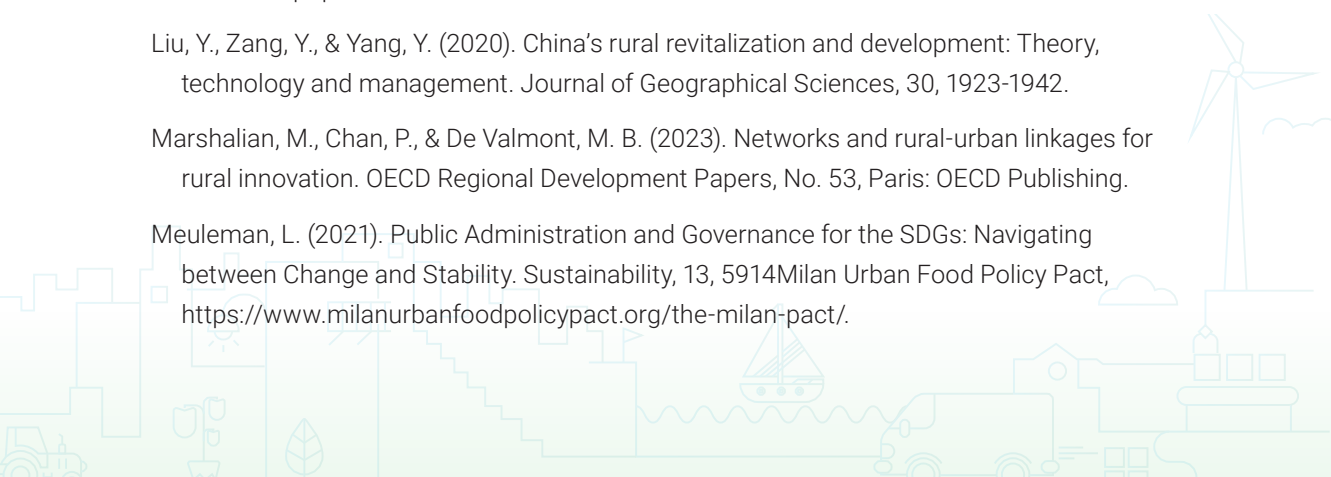 Liu, Y., Zang, Y., & Yang, Y. (2020). China’s rural revitalization and development: Theory,
technology and management. Journal of Geographical Sciences, 30, 1923-1942.
Marshalian, M., Chan, P., & De Valmont, M. B. (2023). Networks and rural-urban linkages for
rural innovation. OECD Regional Development Papers, No. 53, Paris: OECD Publishing.
Meuleman, L. (2021). Public Administration and Governance for the SDGs: Navigating
between Change and Stability. Sustainability, 13, 5914Milan Urban Food Policy Pact,
https://www.milanurbanfoodpolicypact.org/the-milan-pact/.